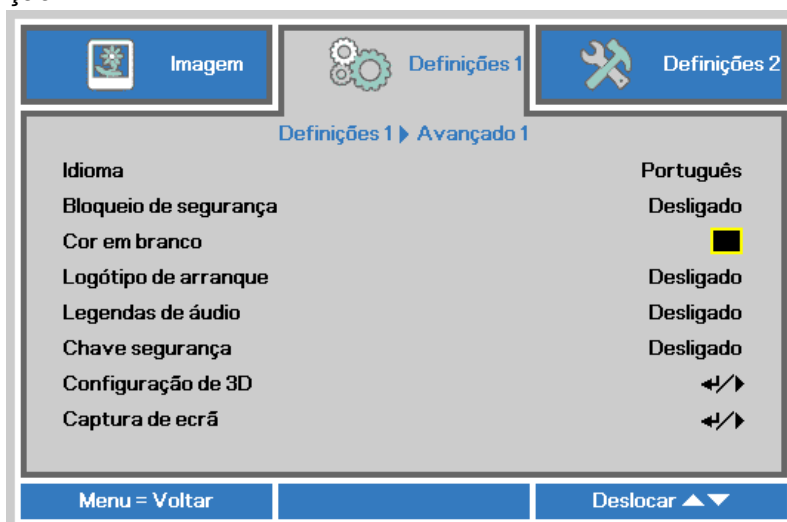 Imagem
Definições 1
Definições 2
Definições 1 Avançado 1
Idioma Português
Bloqueio de segurança Desligado
Cor em branco
Logótipo de arranque Desligado
Legendas de áudio Desligado
Chave segurança Desligado
Configuração de 3D
Captura de ecrã
Menu = Voltar
Deslocar